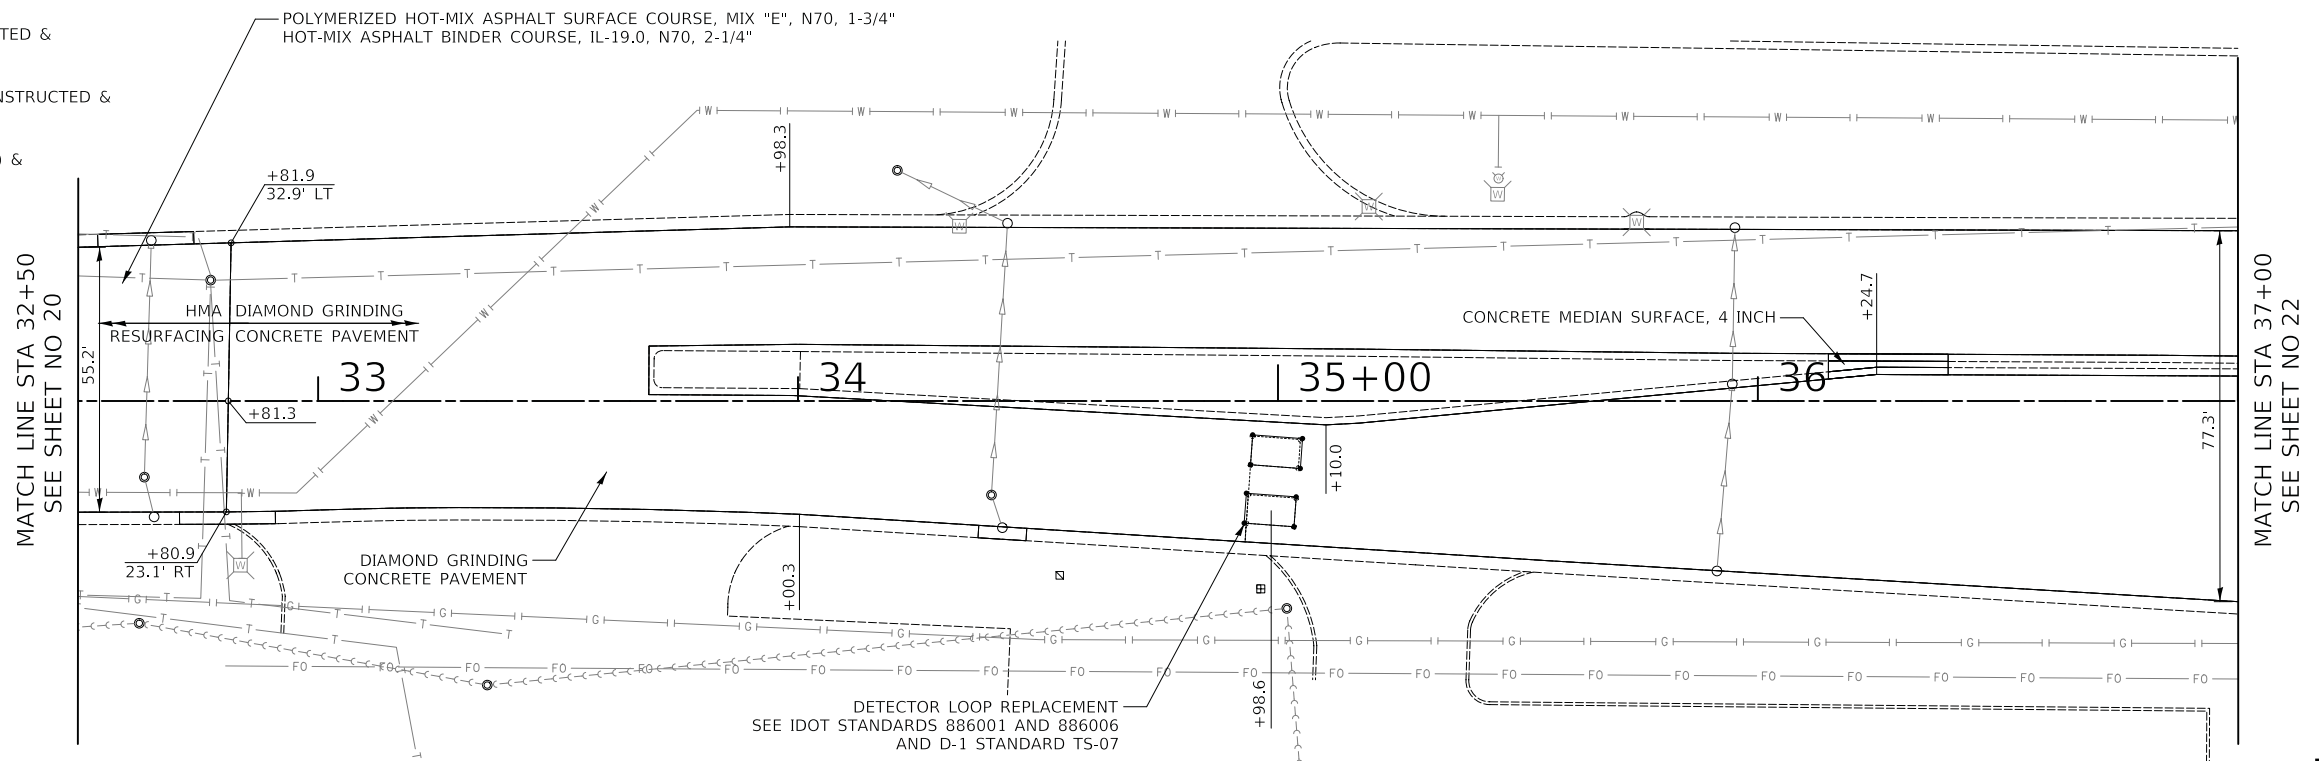 POLYMERIZED HOT-MIX ASPHALT SURFACE COURSE, MIX "E", N70, 1-3/4"
HOT-MIX ASPHALT BINDER COURSE, IL-19.0, N70, 2-1/4"
TED &
NSTRUCTED &
) &
+81.9
32.9' LT
+98.3
MATCH LINE STA 32+50
SEE SHEET NO 20
55.2'
HMA DIAMOND GRINDING
RESURFACING CONCRETE PAVEMENT
33
34
35+00
36
+81.3
CONCRETE MEDIAN SURFACE, 4 INCH
+24.7
MATCH LINE STA 37+00
SEE SHEET NO 22
77.3'
+10.0
+80.9
23.1' RT
DIAMOND GRINDING
CONCRETE PAVEMENT
+00.3
+98.6
DETECTOR LOOP REPLACEMENT
SEE IDOT STANDARDS 886001 AND 886006
AND D-1 STANDARD TS-07